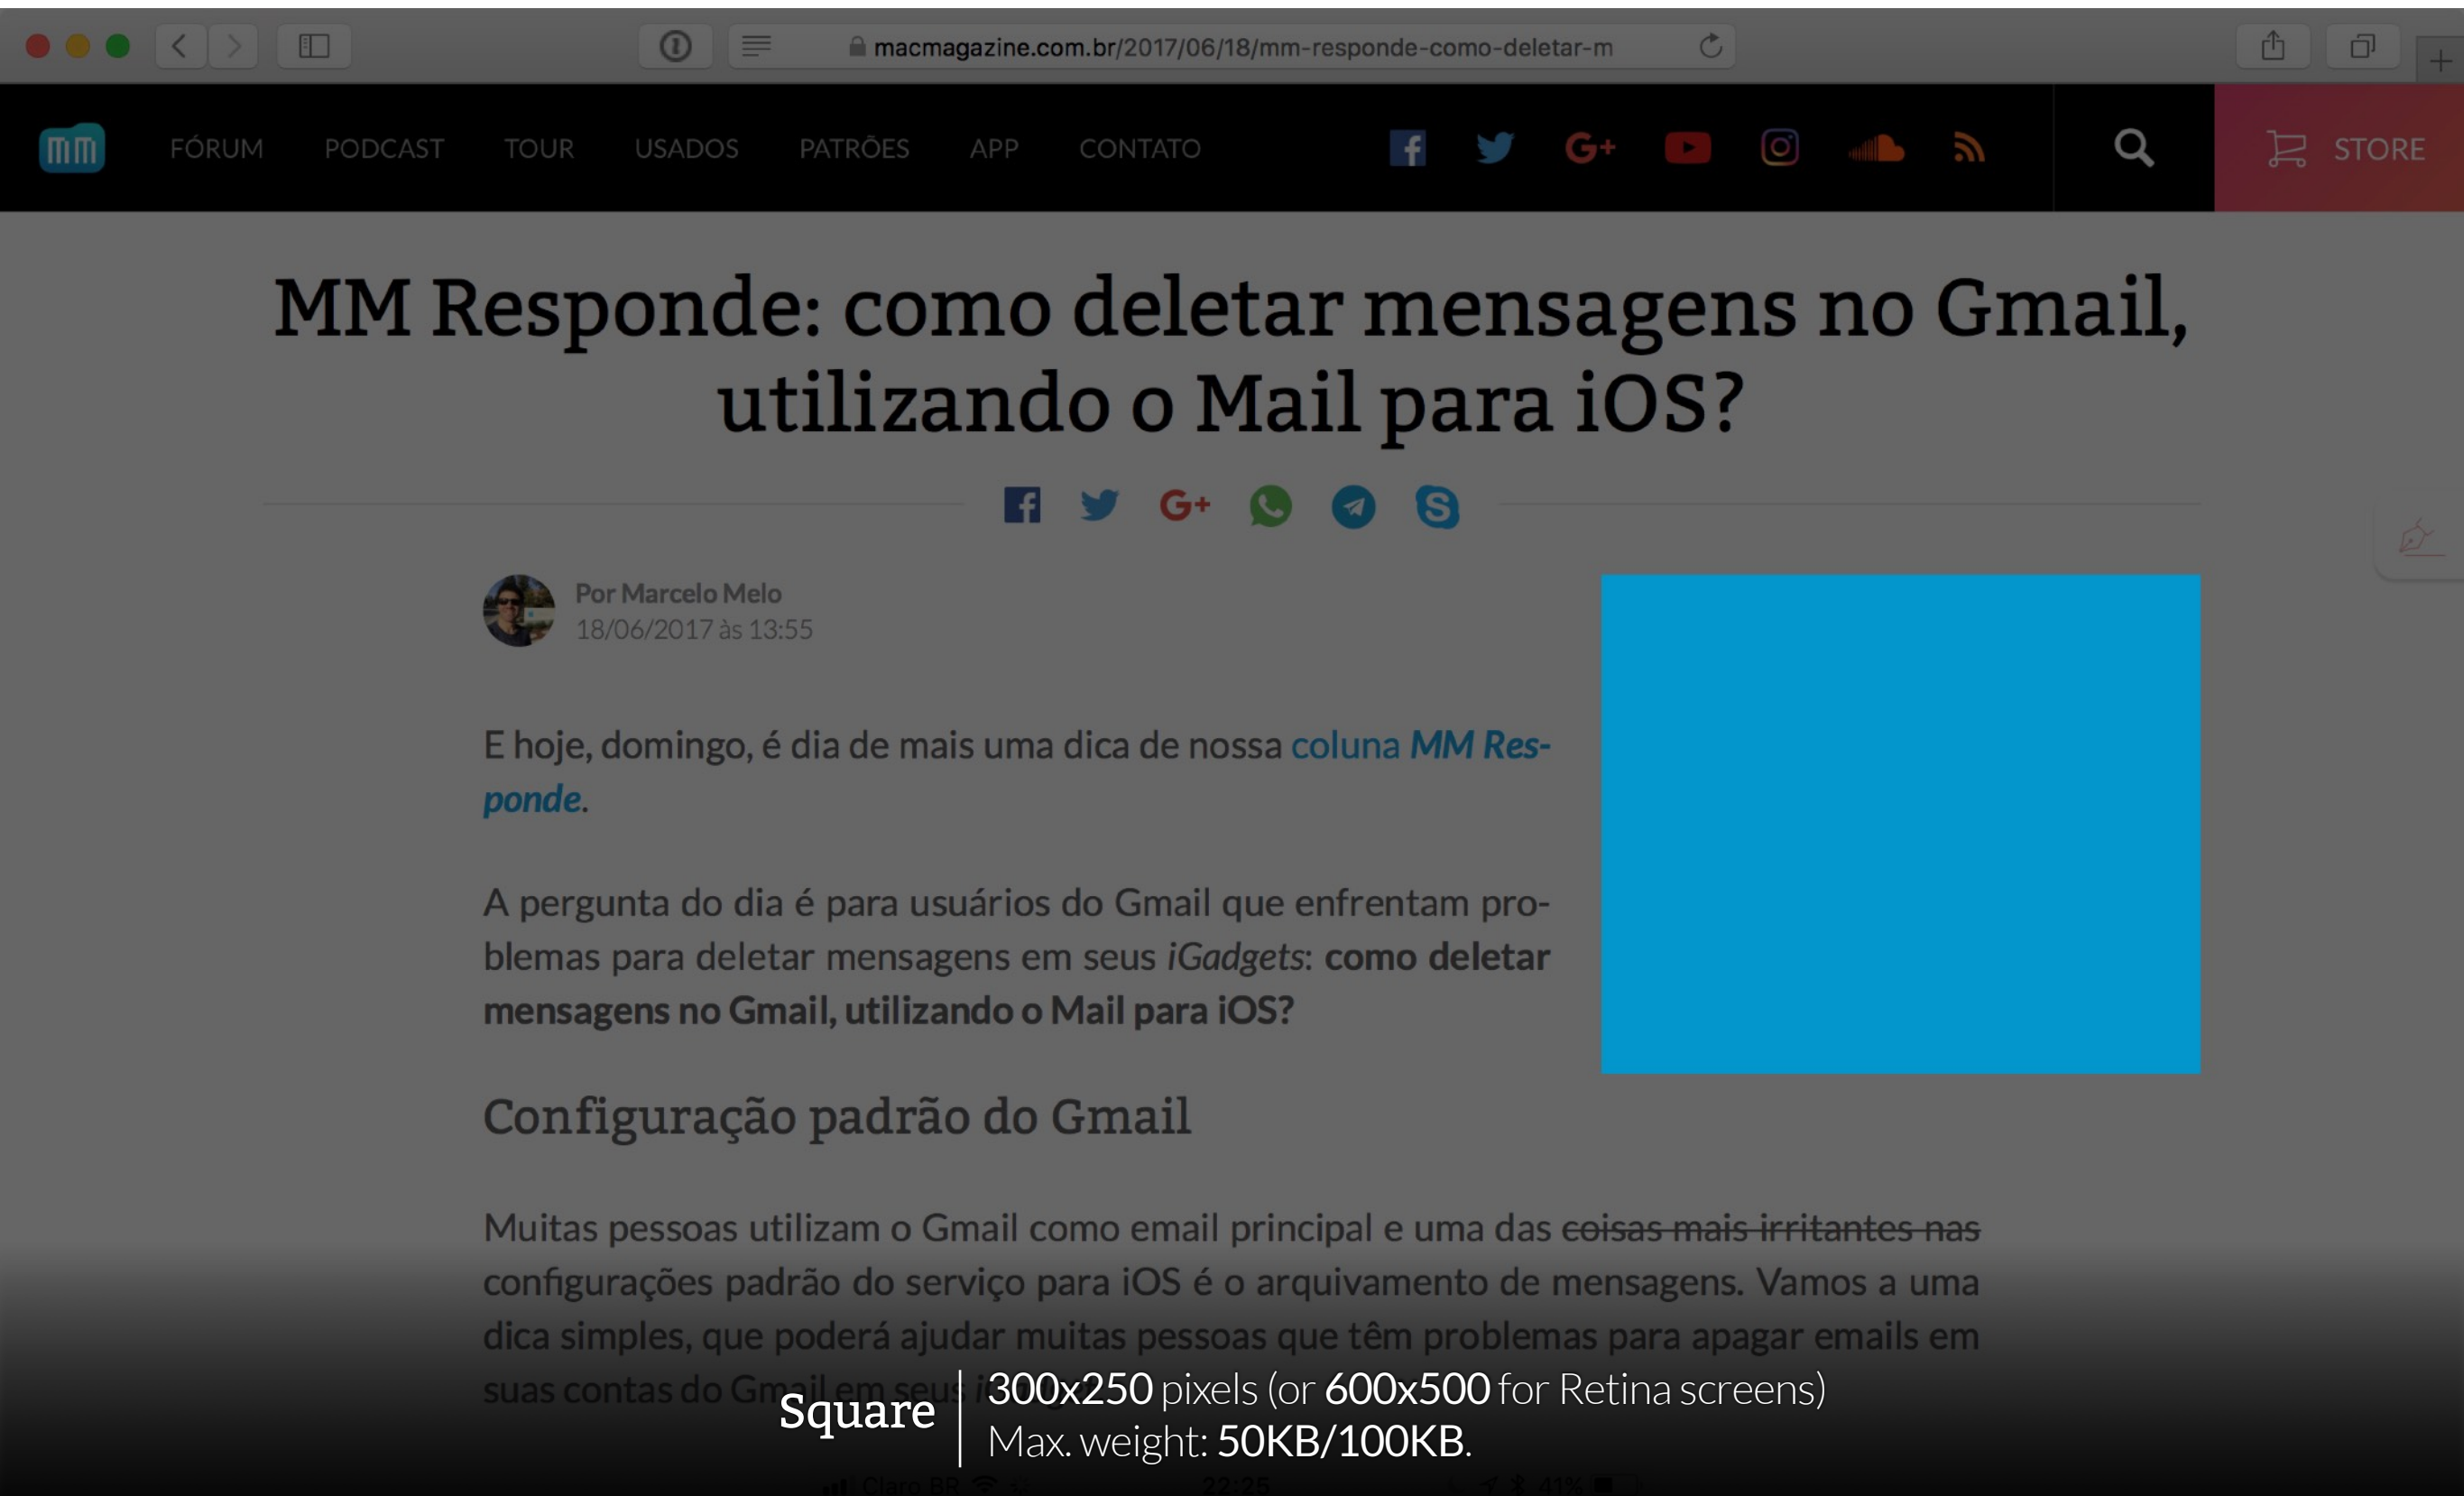 macmagazine.com.br/2017/06/18/mm-responde-como-deletar-m
mm FÓRUM PODCAST TOUR USADOS PATRÕES APP CONTATO STORE
MM Responde: como deletar mensagens no Gmail,
utilizando o Mail para iOS?
Por Marcelo Melo
18/06/2017 às 13:55
E hoje, domingo, é dia de mais uma dica de nossa coluna MM Res-
ponde.
A pergunta do dia é para usuários do Gmail que enfrentam pro-
blemas para deletar mensagens em seus iGadgets: como deletar
mensagens no Gmail, utilizando o Mail para iOS?
Configuração padrão do Gmail
Muitas pessoas utilizam o Gmail como email principal e uma das coisas mais irritantes nas
configurações padrão do serviço para iOS é o arquivamento de mensagens. Vamos a uma
dica simples, que poderá ajudar muitas pessoas que têm problemas para apagar emails em
suas contas do Gmail em seus
Square
300x250 pixels (or 600x500 for Retina screens)
Max. weight: 50KB/100KB.
Claro BR 22:25 41%